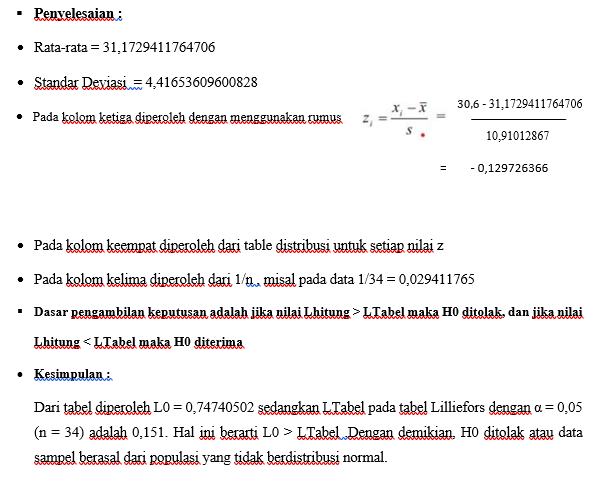 ▪ Penyelesaian :
• Rata-rata = 31,1729411764706
• Standar Deviasi = 4,41653609600828
• Pada kolom ketiga diperoleh dengan menggunakan rumus z_i = (x_i − x̄) / s = (30,6 - 31,1729411764706) / 10,91012867
= - 0,129726366
• Pada kolom keempat diperoleh dari table distribusi untuk setiap nilai z
• Pada kolom kelima diperoleh dari 1/n , misal pada data 1/34 = 0,029411765
▪ Dasar pengambilan keputusan adalah jika nilai Lhitung > LTabel maka H0 ditolak, dan jika nilai
Lhitung < LTabel maka H0 diterima
• Kesimpulan :
Dari tabel diperoleh L0 = 0,74740502 sedangkan LTabel pada tabel Lilliefors dengan α = 0,05
(n = 34) adalah 0,151. Hal ini berarti L0 > LTabel Dengan demikian, H0 ditolak atau data
sampel berasal dari populasi yang tidak berdistribusi normal.